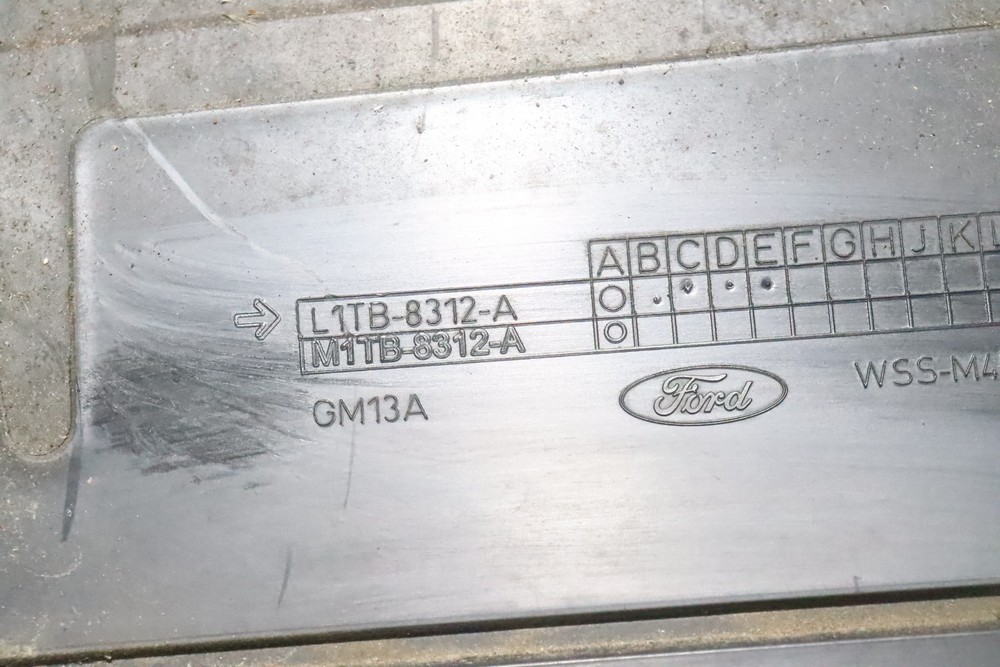 A B C D E F G H J K L
L1TB-8312-A
M1TB-8312-A
GM13A
Ford
WSS-M4